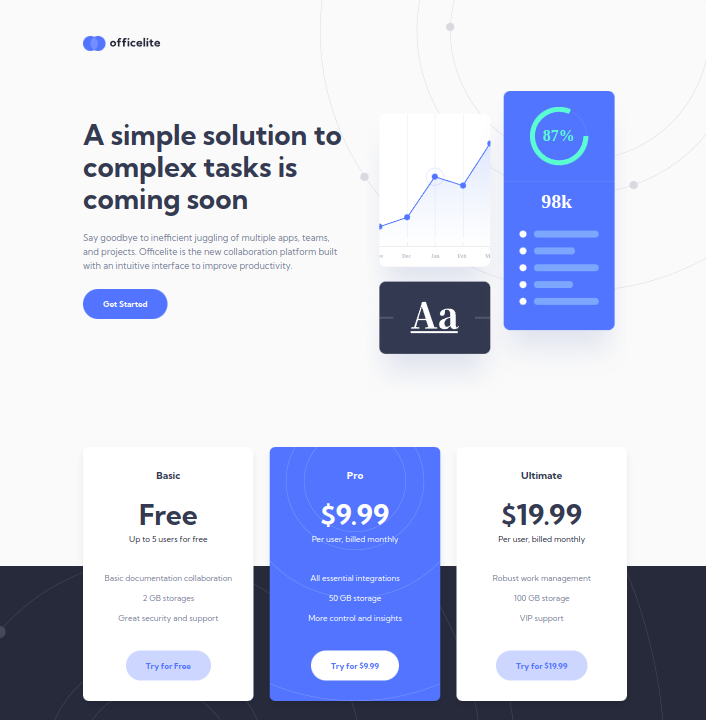 officelite
A simple solution to
complex tasks is
coming soon
Say goodbye to inefficient juggling of multiple apps, teams,
and projects. Officelite is the new collaboration platform built
with an intuitive interface to improve productivity.
Get Started
Dec Jan Feb
87%
98k
Aa
Basic
Free
Up to 5 users for free
Basic documentation collaboration
2 GB storages
Great security and support
Try for Free
Pro
$9.99
Per user, billed monthly
All essential integrations
50 GB storage
More control and insights
Try for $9.99
Ultimate
$19.99
Per user, billed monthly
Robust work management
100 GB storage
VIP support
Try for $19.99